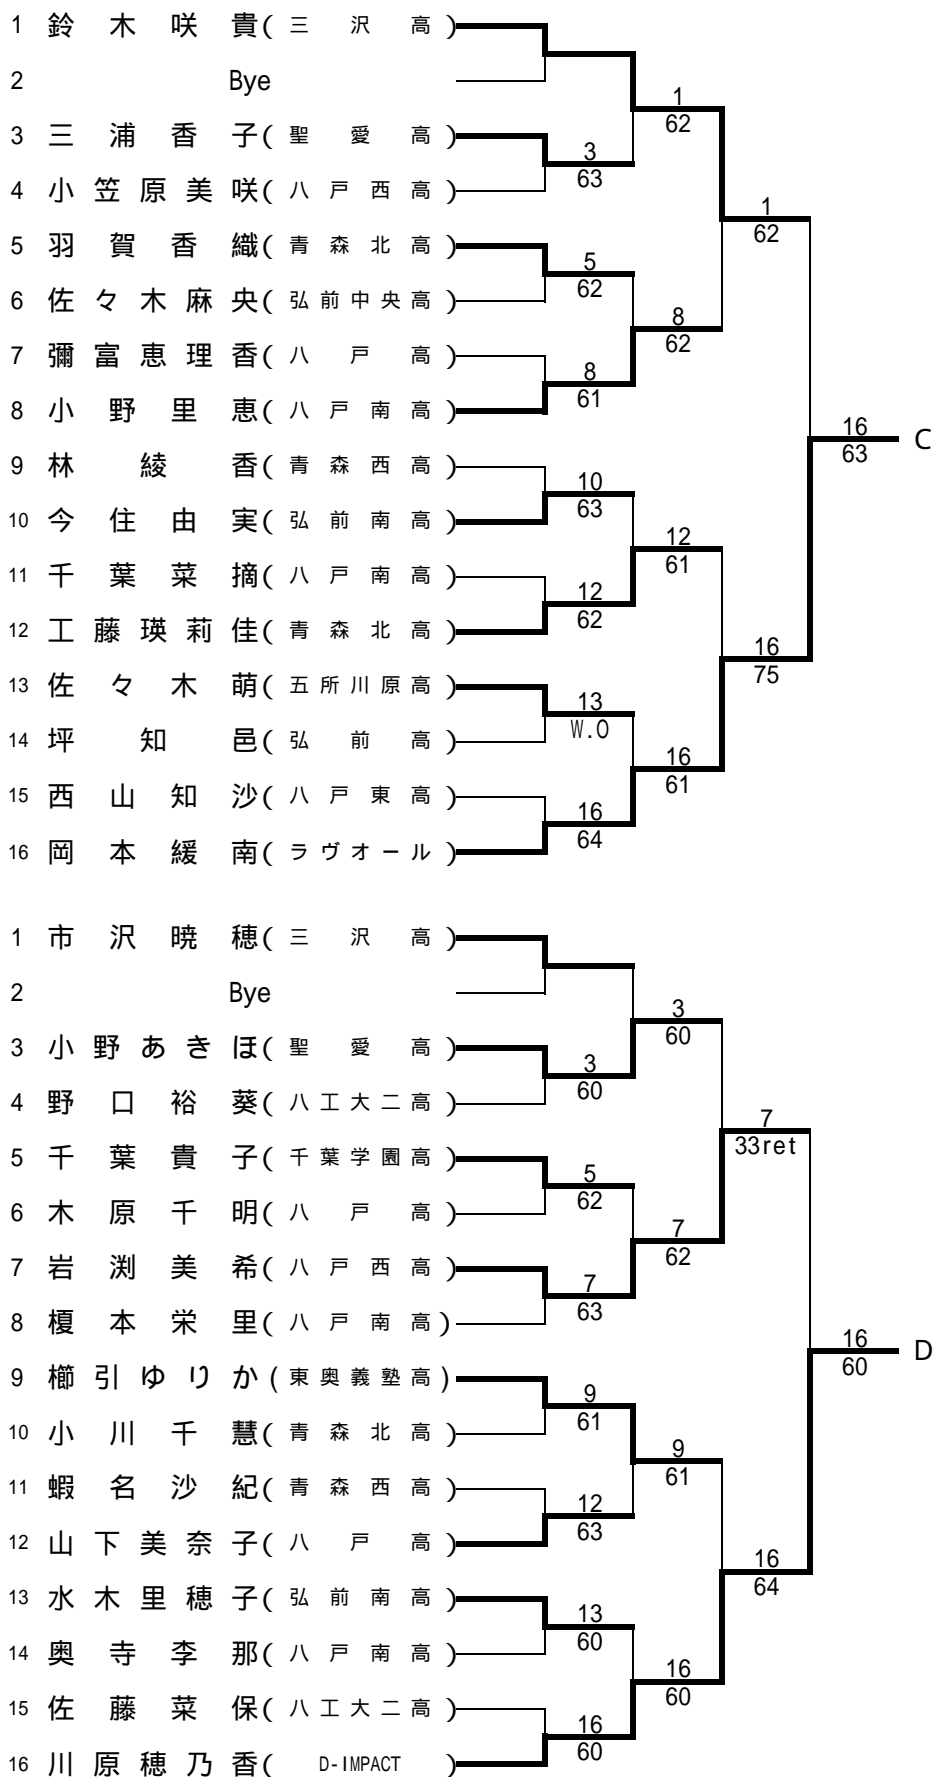 1 鈴木咲貴(三沢高)
2 Bye
1
62
3 三浦香子(聖愛高)
3
63
4 小笠原美咲(八戸西高)
1
62
5 羽賀香織(青森北高)
5
62
6 佐々木麻央(弘前中央高)
8
62
7 彌富恵理香(八戸高)
8
61
8 小野里恵(八戸南高)
16
63
C
9 林綾香(青森西高)
10
63
10 今住由実(弘前南高)
12
61
11 千葉菜摘(八戸南高)
12
62
12 工藤瑛莉佳(青森北高)
16
75
13 佐々木萌(五所川原高)
13
W.O
14 坪知邑(弘前高)
16
61
15 西山知沙(八戸東高)
16
64
16 岡本緩南(ラヴオール)
1 市沢暁穂(三沢高)
2 Bye
3
60
3 小野あきほ(聖愛高)
3
60
4 野口裕葵(八工大二高)
7
33ret
5 千葉貴子(千葉学園高)
5
62
6 木原千明(八戸高)
7
62
7 岩渕美希(八戸西高)
7
63
8 榎本栄里(八戸南高)
16
60
D
9 櫛引ゆりか(東奥義塾高)
9
61
10 小川千慧(青森北高)
9
61
11 蝦名沙紀(青森西高)
12
63
12 山下美奈子(八戸高)
16
64
13 水木里穂子(弘前南高)
13
60
14 奥寺李那(八戸南高)
16
60
15 佐藤菜保(八工大二高)
16
60
16 川原穂乃香(D-IMPACT)